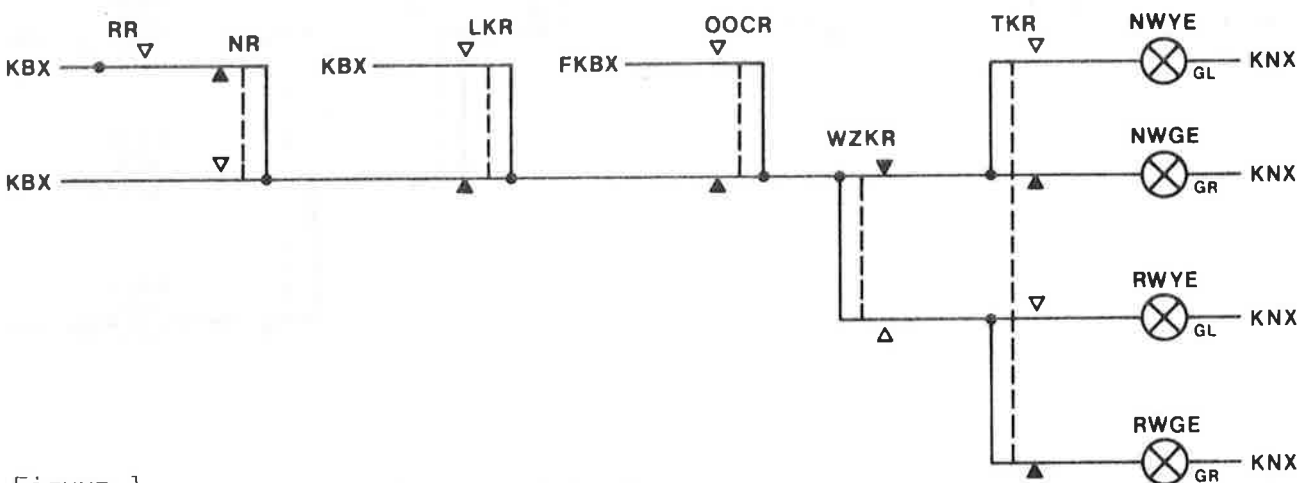 RR NR LKR OOCR TKR NWYE
KBX KBX FKBX GL KNX
WZKR NWGE
KBX GR KNX
RWYE
GL KNX
RWGE
GR KNX